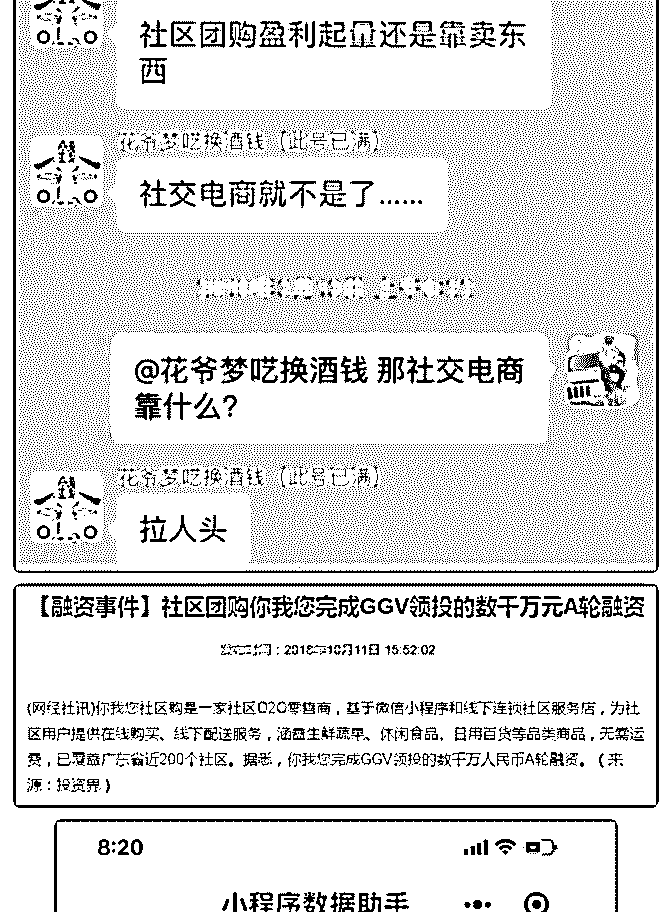 社区团购盈利起量还是靠卖东
西
花爷梦呓换酒钱（此号已满）
社交电商就不是了......
@花爷梦呓换酒钱 那社交电商
靠什么?
花爷梦呓换酒钱（此号已满）
拉人头
【融资事件】社区团购你我您完成GGV领投的数千万元A轮融资
发布时间：2018年10月11日 15:52:02
(网经社讯)你我您社区购是一家社区O2O零售商，基于微信小程序和线下连锁社区服务店，为社
区用户提供在线购买、线下配送服务，涵盖生鲜蔬果、休闲食品、日用百货等品类商品，无需运
费，已覆盖广东省近200个社区。据悉，你我您完成GGV领投的数千万人民币A轮融资。（来
源：投资界）
8:20
小程序数据助手